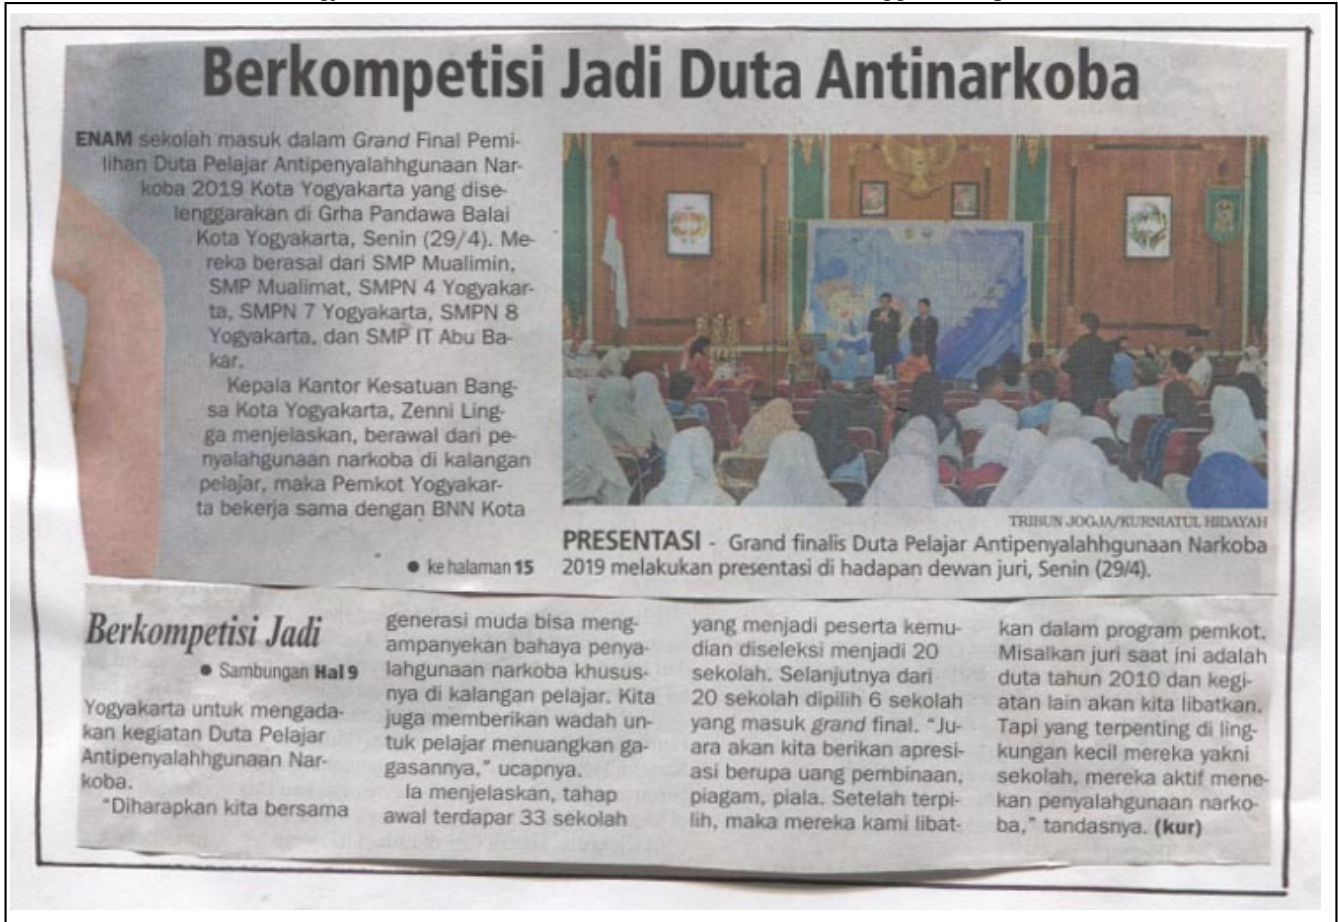 Berkompetisi Jadi Duta Antinarkoba
ENAM sekolah masuk dalam Grand Final Pemi-
lihan Duta Pelajar Antipenyalahhgunaan Nar-
koba 2019 Kota Yogyakarta yang dise-
lenggarakan di Grha Pandawa Balai
Kota Yogyakarta, Senin (29/4). Me-
reka berasal dari SMP Mualimin,
SMP Mualimat, SMPN 4 Yogyakar-
ta, SMPN 7 Yogyakarta, SMPN 8
Yogyakarta, dan SMP IT Abu Ba-
kar.
Kepala Kantor Kesatuan Bang-
sa Kota Yogyakarta, Zenni Ling-
ga menjelaskan, berawal dari pe-
nyalahgunaan narkoba di kalangan
pelajar, maka Pemkot Yogyakar-
ta bekerja sama dengan BNN Kota
● ke halaman 15
TRIBUN JOGJA/KURNIATUL HIDAYAH
PRESENTASI - Grand finalis Duta Pelajar Antipenyalahhgunaan Narkoba
2019 melakukan presentasi di hadapan dewan juri, Senin (29/4).
Berkompetisi Jadi
● Sambungan Hal 9
Yogyakarta untuk mengada-
kan kegiatan Duta Pelajar
Antipenyalahhgunaan Nar-
koba.
"Diharapkan kita bersama
generasi muda bisa meng-
ampanyekan bahaya penya-
lahgunaan narkoba khusus-
nya di kalangan pelajar. Kita
juga memberikan wadah un-
tuk pelajar menuangkan ga-
gasannya," ucapnya.
Ia menjelaskan, tahap
awal terdapar 33 sekolah
yang menjadi peserta kemu-
dian diseleksi menjadi 20
sekolah. Selanjutnya dari
20 sekolah dipilih 6 sekolah
yang masuk grand final. "Ju-
ara akan kita berikan apresi-
asi berupa uang pembinaan,
piagam, piala. Setelah terpi-
lih, maka mereka kami libat-
kan dalam program pemkot.
Misalkan juri saat ini adalah
duta tahun 2010 dan kegi-
atan lain akan kita libatkan.
Tapi yang terpenting di ling-
kungan kecil mereka yakni
sekolah, mereka aktif mene-
kan penyalahgunaan narko-
ba," tandasnya. (kur)